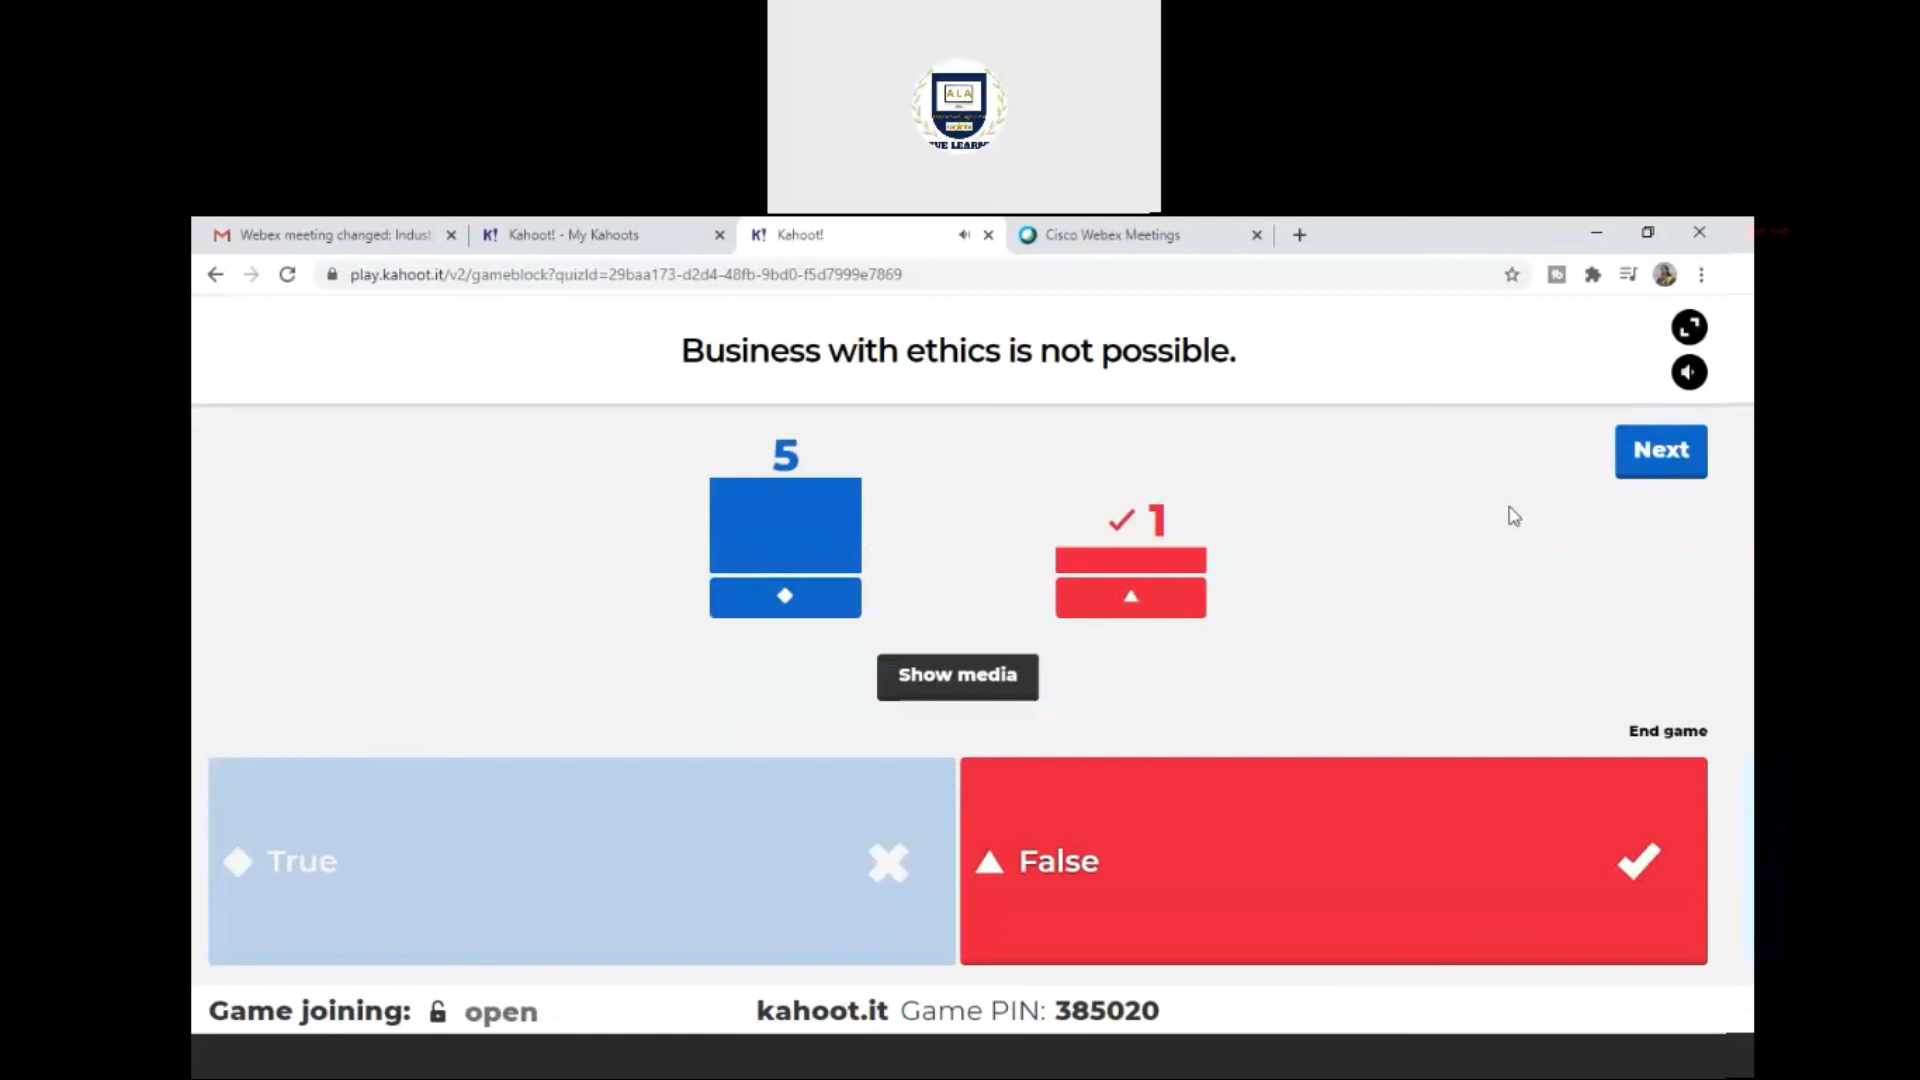 ALA
Webex meeting changed: Indust
Kahoot! - My Kahoots
Kahoot!
Cisco Webex Meetings
play.kahoot.it/v2/gameblock?quizId=29baa173-d2d4-48fb-9bd0-f5d7999e7869
Business with ethics is not possible.
Next
5
1
Show media
End game
True
False
Game joining: open
kahoot.it Game PIN: 385020